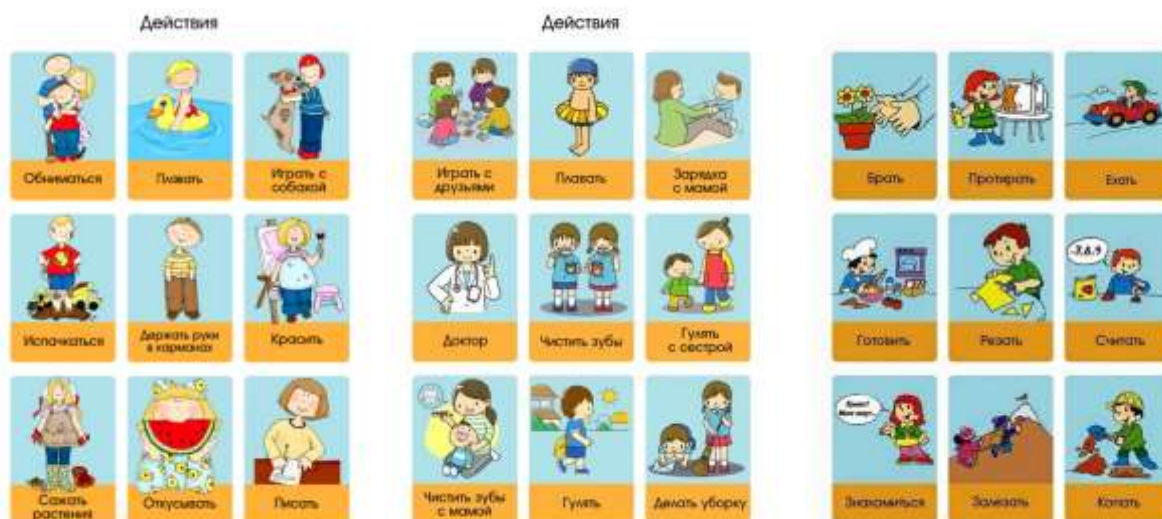 Действия
Обниматься
Плавать
Играть с
собакой
Испачкаться
Держать руки
в карманах
Красить
Сажать
растения
Откусывать
Писать
Действия
Играть с
друзьями
Плавать
Зарядка
с мамой
Доктор
Чистить зубы
Гулять
с сестрой
Чистить зубы
с мамой
Гулять
Делать уборку
Брать
Протирать
Ехать
Готовить
Резать
Считать
Знакомиться
Залезать
Копать